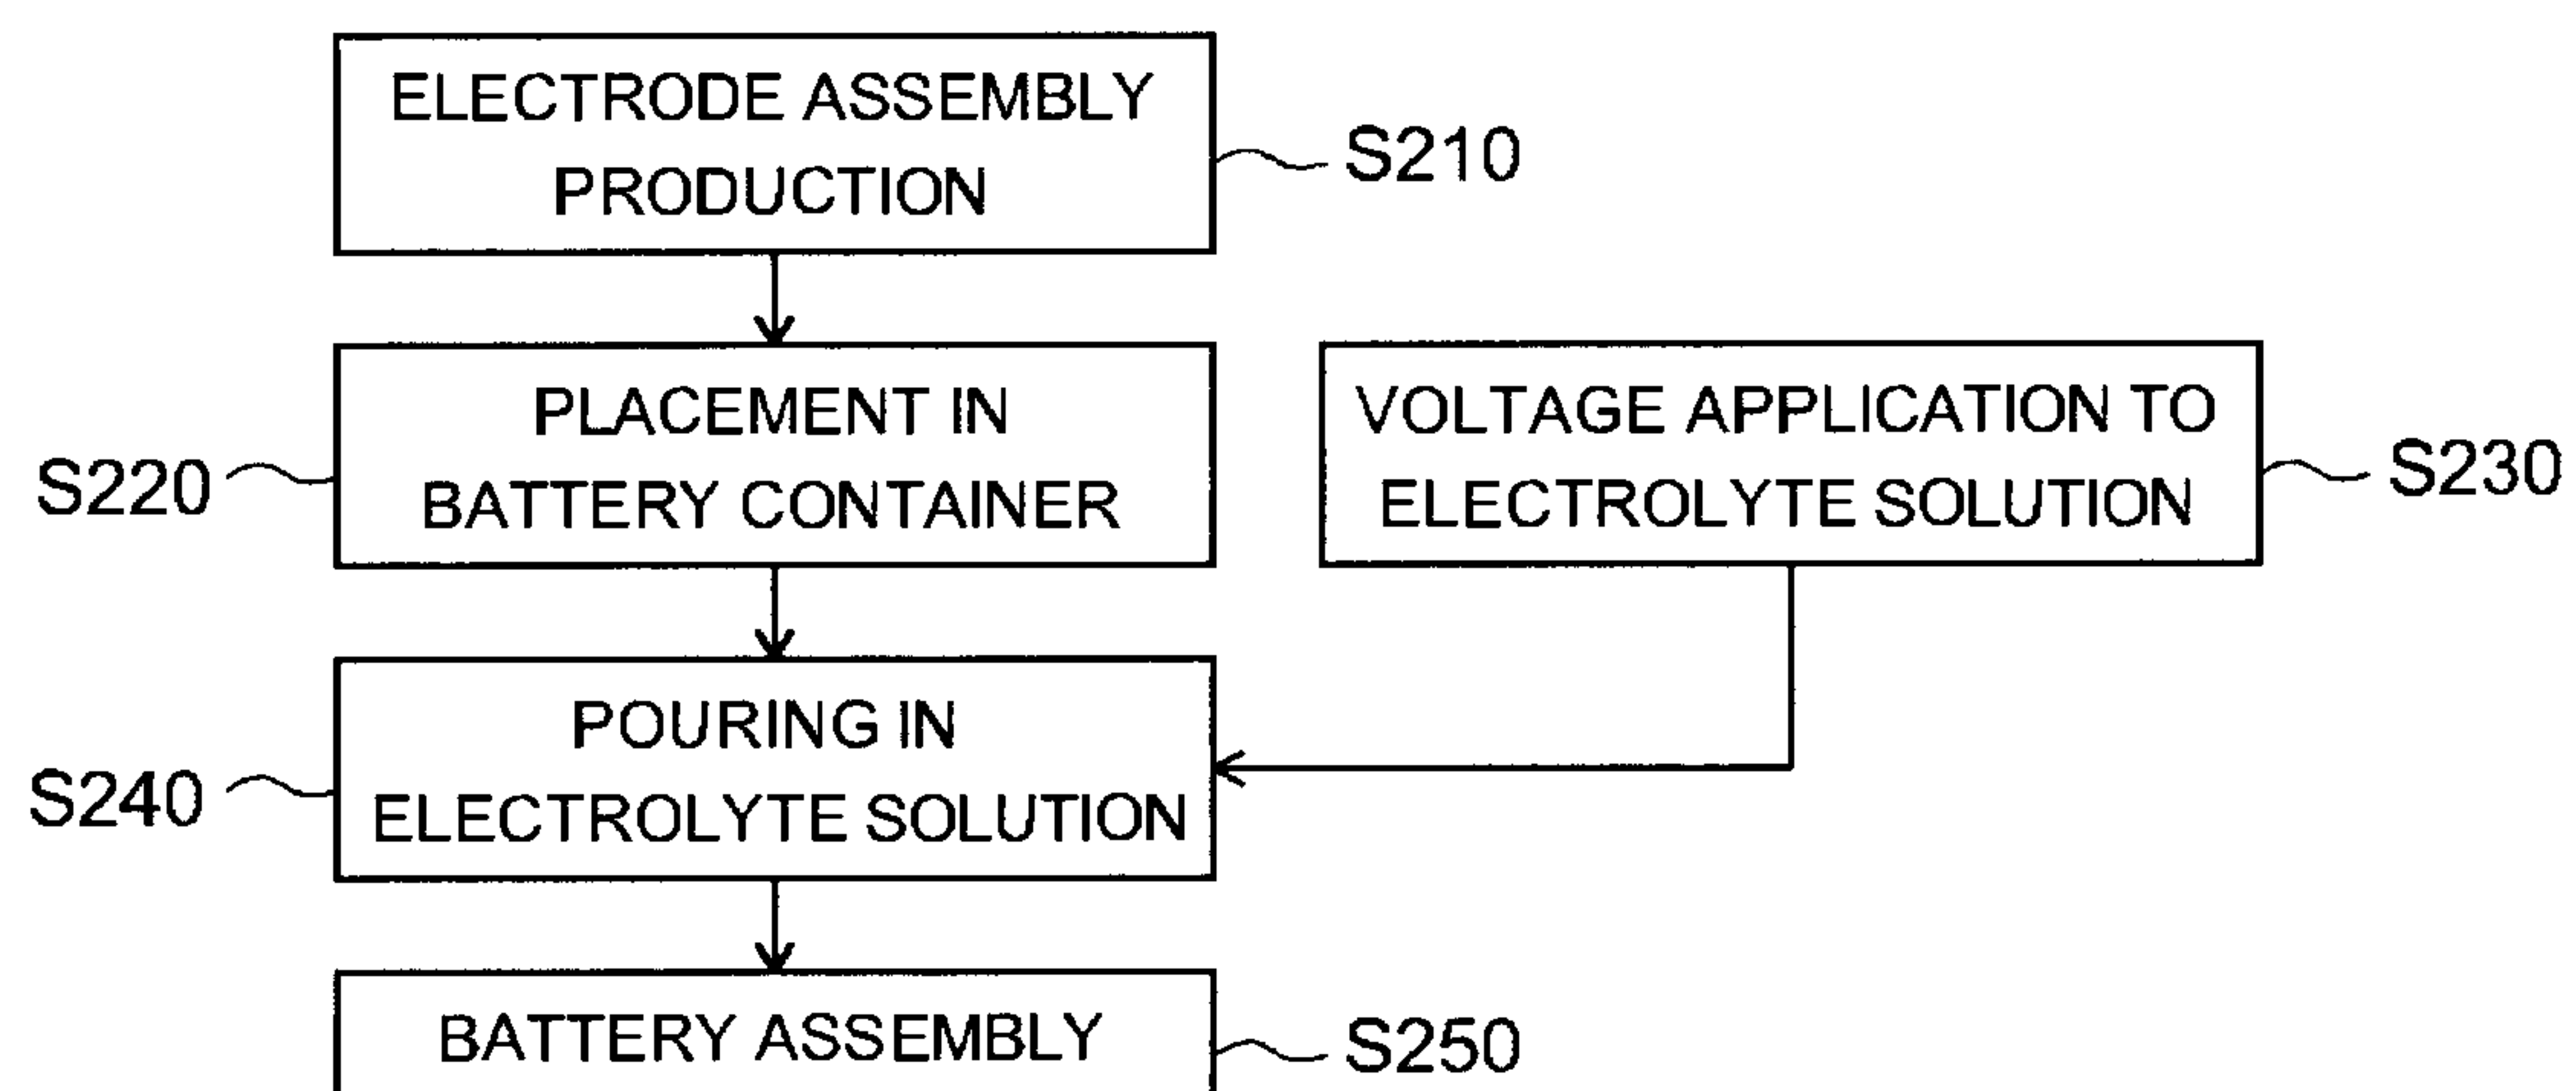 ELECTRODE ASSEMBLY
PRODUCTION
S210
PLACEMENT IN
BATTERY CONTAINER
S220
VOLTAGE APPLICATION TO
ELECTROLYTE SOLUTION
S230
POURING IN
ELECTROLYTE SOLUTION
S240
BATTERY ASSEMBLY
S250